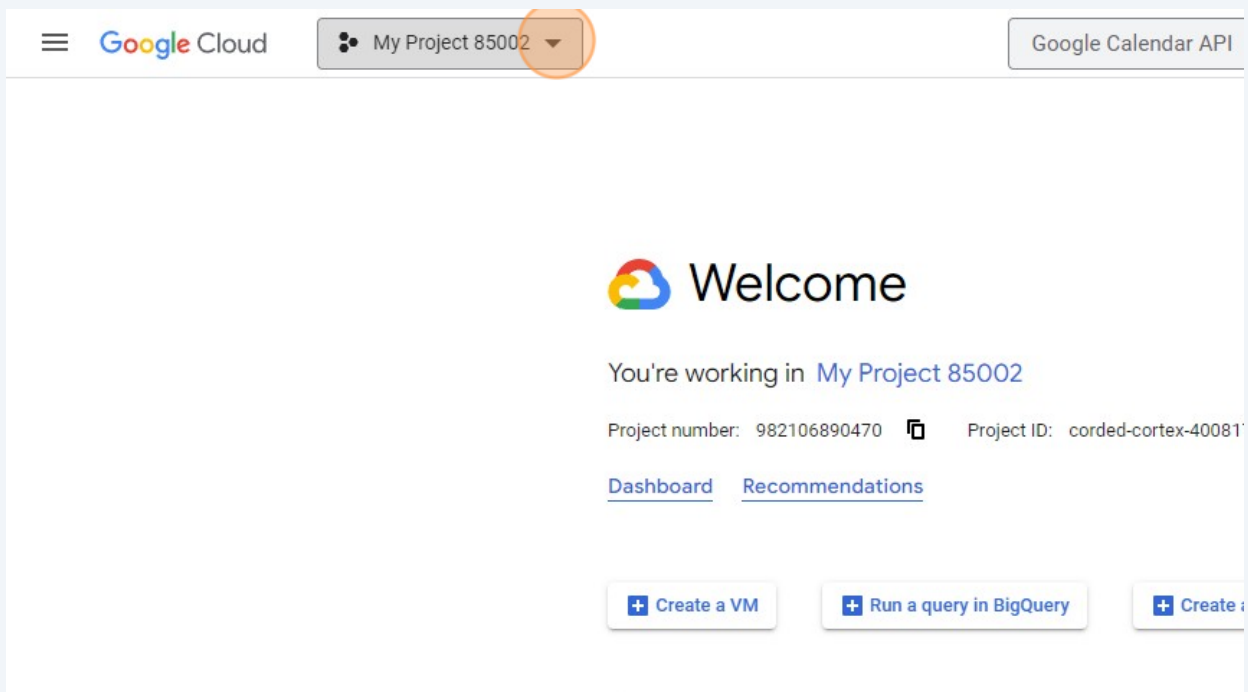 Google Cloud My Project 85002 Google Calendar API
Welcome
You're working in My Project 85002
Project number: 982106890470 Project ID: corded-cortex-40081
Dashboard Recommendations
Create a VM Run a query in BigQuery Create